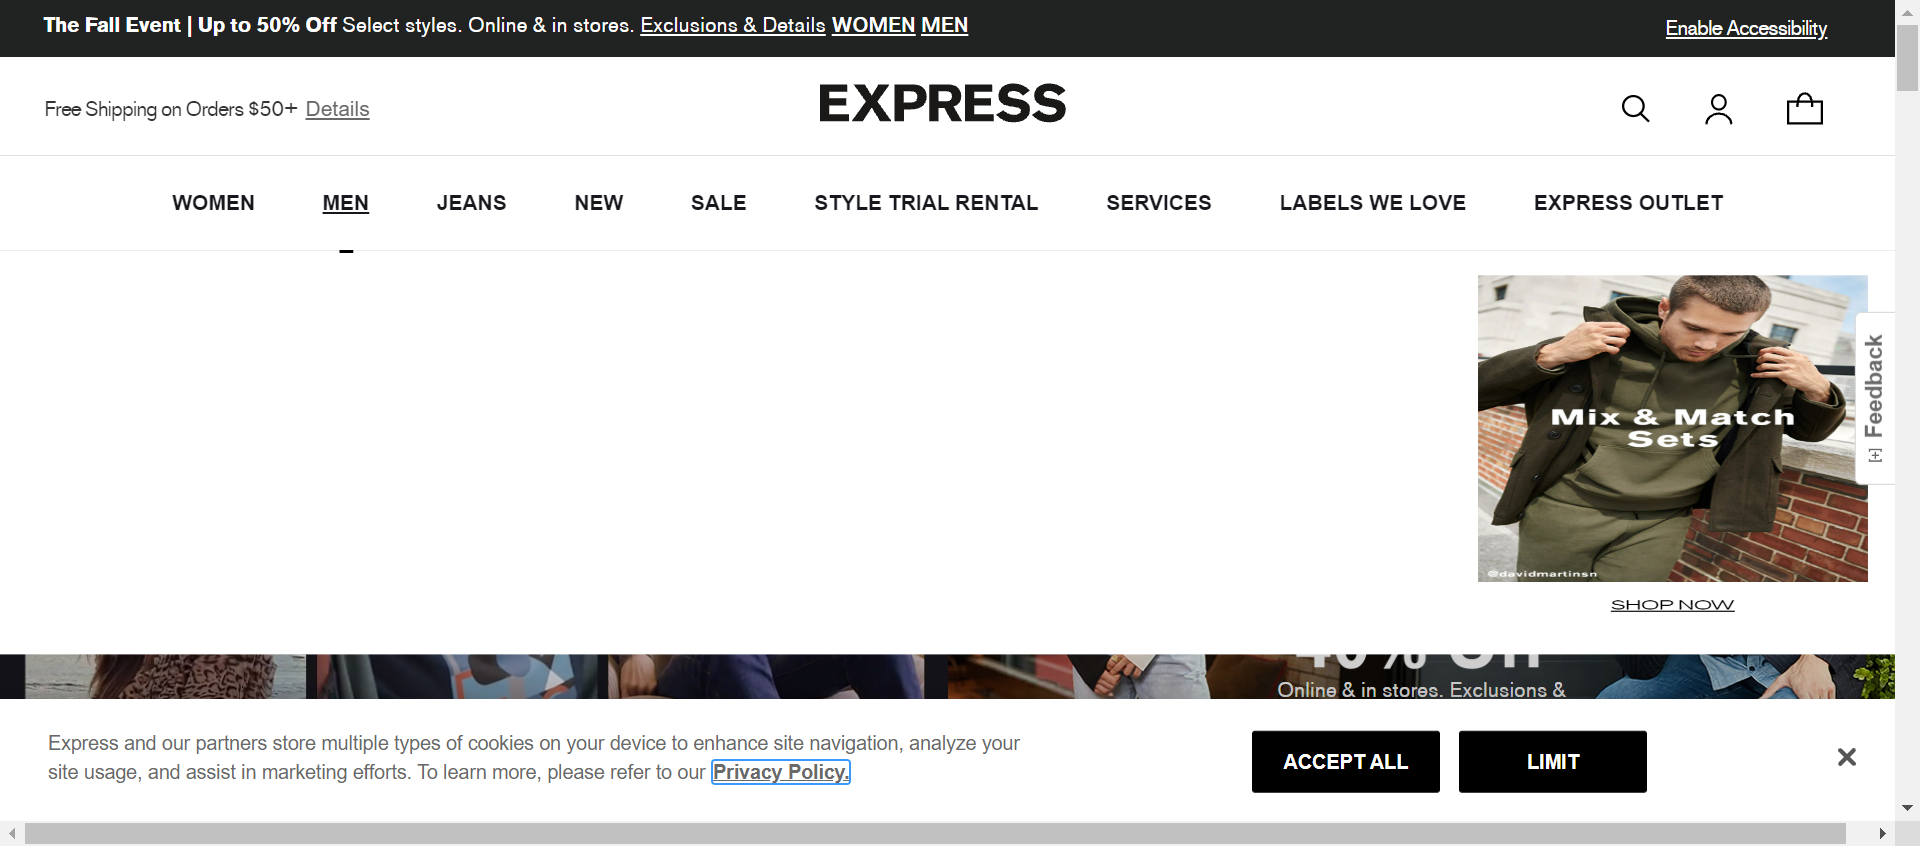 The Fall Event | Up to 50% Off Select styles. Online & in stores. Exclusions & Details WOMEN MEN
Enable Accessibility
Free Shipping on Orders $50+ Details
EXPRESS
WOMEN MEN JEANS NEW SALE STYLE TRIAL RENTAL SERVICES LABELS WE LOVE EXPRESS OUTLET
Mix & Match
Sets
@davidmartinsn
SHOP NOW
[+] Feedback
40% Off
Online & in stores. Exclusions &
Express and our partners store multiple types of cookies on your device to enhance site navigation, analyze your
site usage, and assist in marketing efforts. To learn more, please refer to our Privacy Policy.
ACCEPT ALL
LIMIT